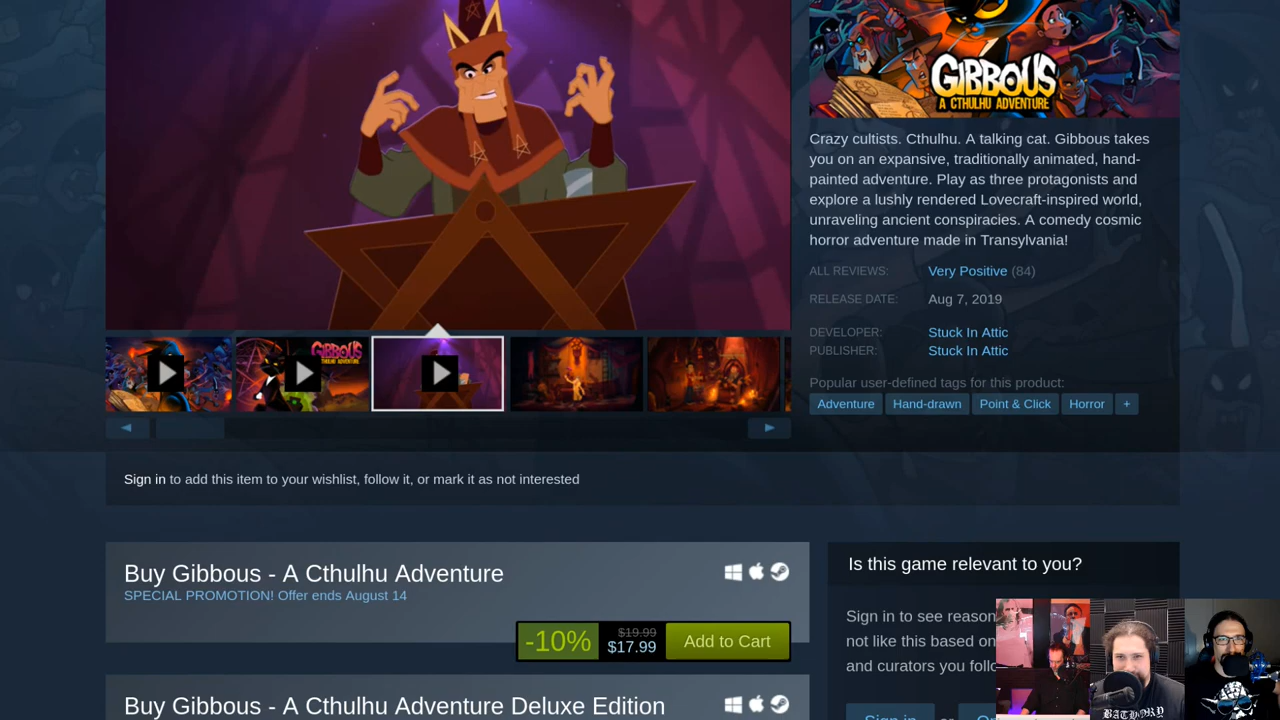 GIBBOUS
A CTHULHU ADVENTURE
Crazy cultists. Cthulhu. A talking cat. Gibbous takes
you on an expansive, traditionally animated, hand-
painted adventure. Play as three protagonists and
explore a lushly rendered Lovecraft-inspired world,
unraveling ancient conspiracies. A comedy cosmic
horror adventure made in Transylvania!
ALL REVIEWS: Very Positive (84)
RELEASE DATE: Aug 7, 2019
DEVELOPER: Stuck In Attic
PUBLISHER: Stuck In Attic
Popular user-defined tags for this product:
Adventure Hand-drawn Point & Click Horror +
GIBBOUS
Sign in to add this item to your wishlist, follow it, or mark it as not interested
Buy Gibbous - A Cthulhu Adventure
SPECIAL PROMOTION! Offer ends August 14
-10% $19.99 $17.99 Add to Cart
Buy Gibbous - A Cthulhu Adventure Deluxe Edition
Is this game relevant to you?
Sign in to see
not like this based on
and curators you
Sign in or
BATHORY